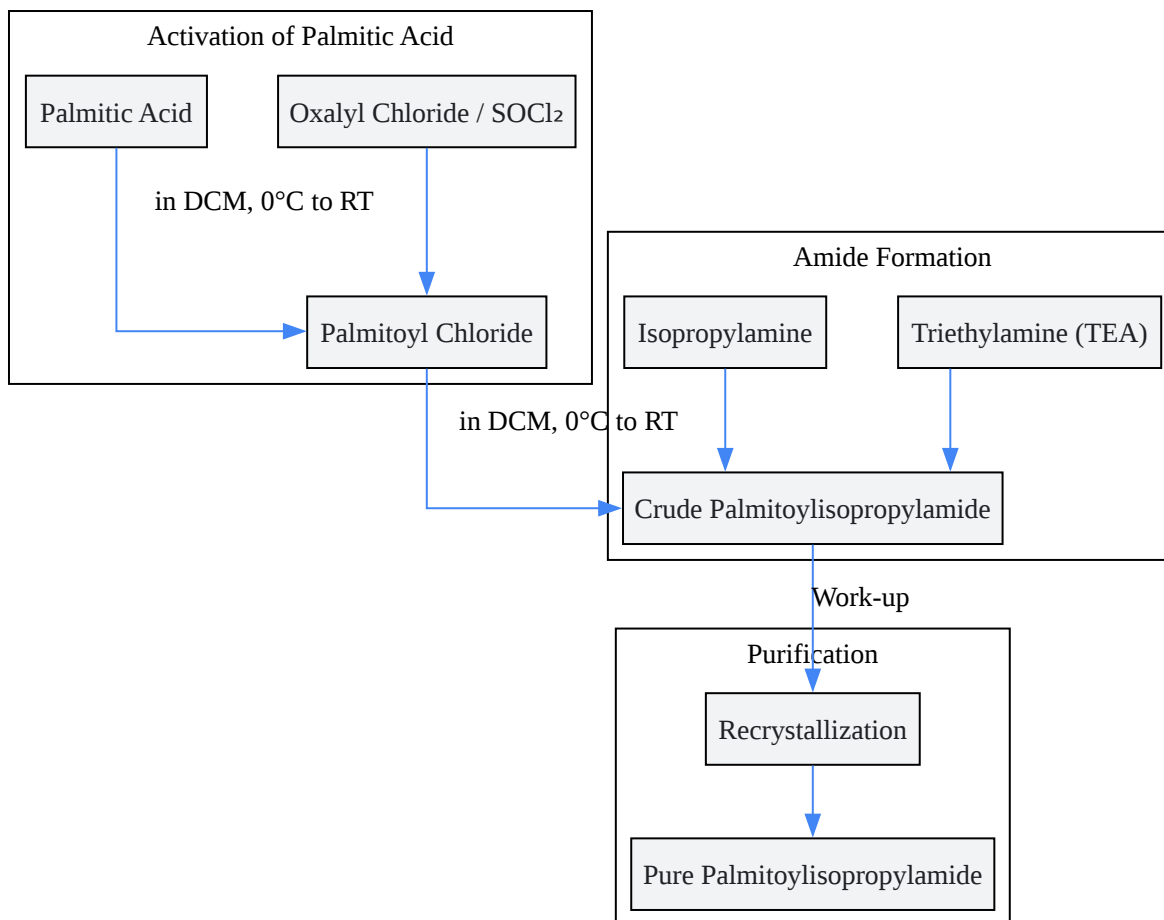 Activation of Palmitic Acid
Palmitic Acid
Oxalyl Chloride / SOCl₂
in DCM, 0°C to RT
Palmitoyl Chloride
Amide Formation
Isopropylamine
Triethylamine (TEA)
in DCM, 0°C to RT
Crude Palmitoylisopropylamide
Work-up
Purification
Recrystallization
Pure Palmitoylisopropylamide